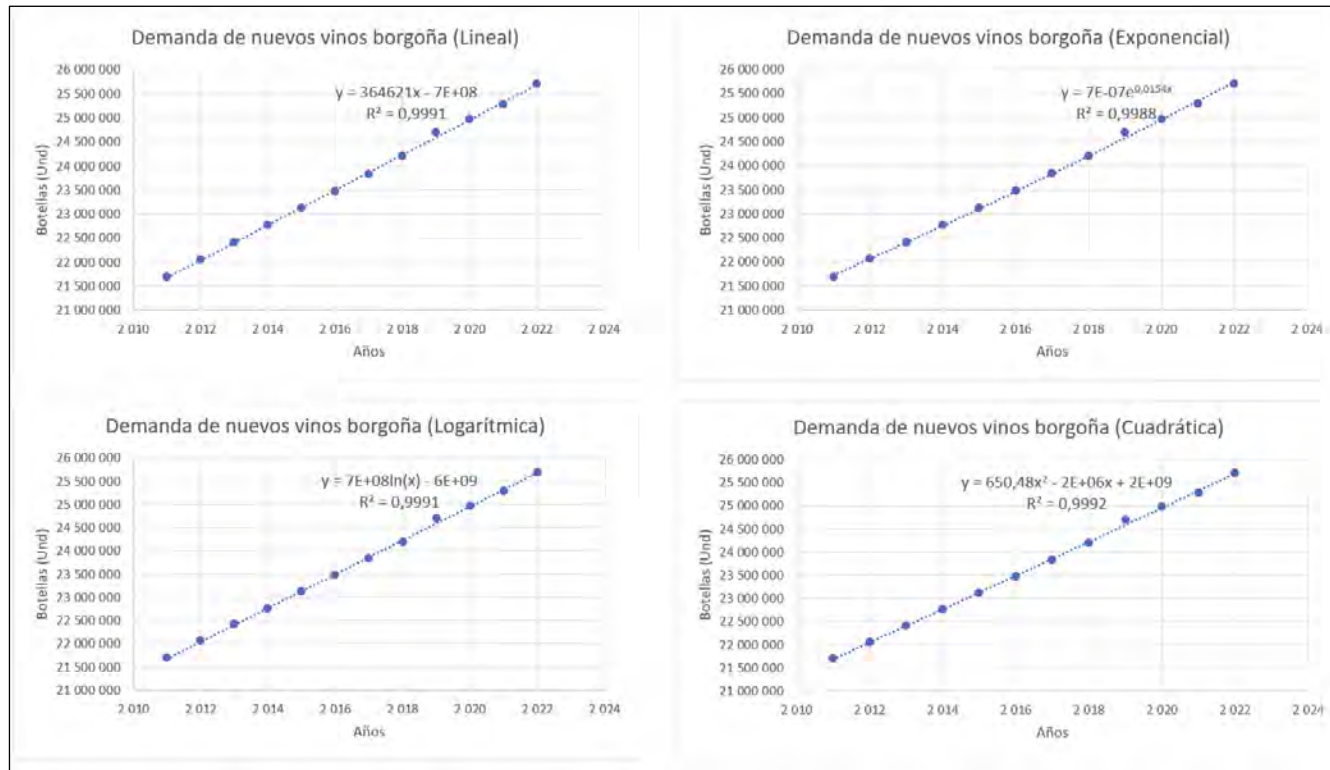 Demanda de nuevos vinos borgoña (Lineal)
26 000 000
25 500 000
25 000 000
24 500 000
24 000 000
23 500 000
23 000 000
22 500 000
22 000 000
21 500 000
21 000 000
Botellas (Und)
y = 364621x - 7E+08
R² = 0,9991
2 010
2 012
2 014
2 016
2 018
2 020
2 022
2 024
Años
Demanda de nuevos vinos borgoña (Exponencial)
26 000 000
25 500 000
25 000 000
24 500 000
24 000 000
23 500 000
23 000 000
22 500 000
22 000 000
21 500 000
21 000 000
Botellas (Und)
y = 7E-07e^0,0154x
R² = 0,9988
2 010
2 012
2 014
2 016
2 018
2 020
2 022
2 024
Años
Demanda de nuevos vinos borgoña (Logarítmica)
26 000 000
25 500 000
25 000 000
24 500 000
24 000 000
23 500 000
23 000 000
22 500 000
22 000 000
21 500 000
21 000 000
Botellas (Und)
y = 7E+08ln(x) - 6E+09
R² = 0,9991
2 010
2 012
2 014
2 016
2 018
2 020
2 022
2 024
Años
Demanda de nuevos vinos borgoña (Cuadrática)
26 000 000
25 500 000
25 000 000
24 500 000
24 000 000
23 500 000
23 000 000
22 500 000
22 000 000
21 500 000
21 000 000
Botellas (Und)
y = 650,48x² - 2E+06x + 2E+09
R² = 0,9992
2 010
2 012
2 014
2 016
2 018
2 020
2 022
2 024
Años